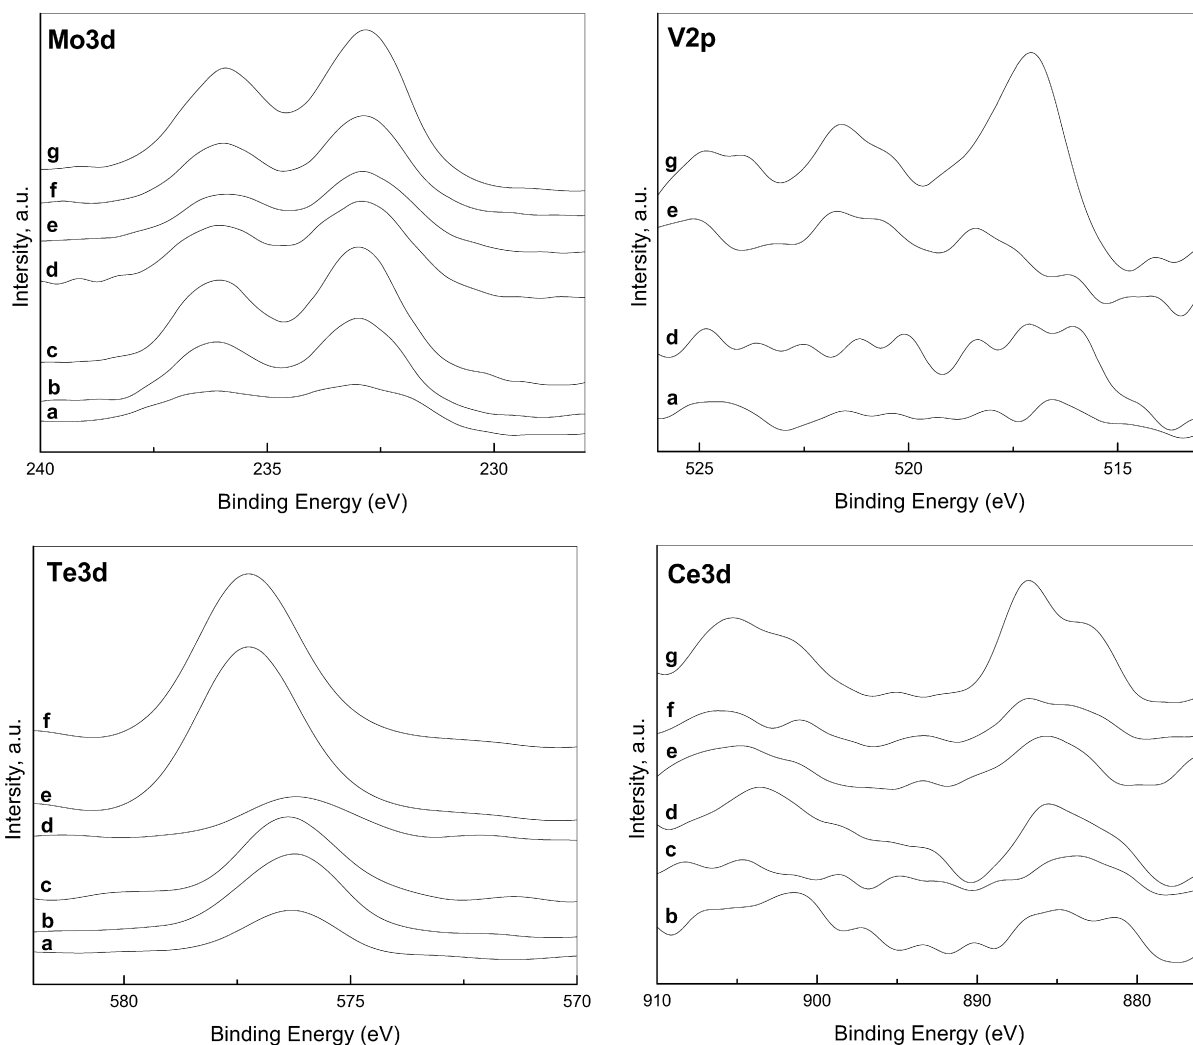 Mo3d
g
f
e
d
c
b
a
Intersity, a.u.
240
235
230
Binding Energy (eV)
V2p
g
e
d
a
Intersity, a.u.
525
520
515
Binding Energy (eV)
Te3d
f
e
d
c
b
a
Intersity, a.u.
580
575
570
Binding Energy (eV)
Ce3d
g
f
e
d
c
b
Intersity, a.u.
910
900
890
880
Binding Energy (eV)